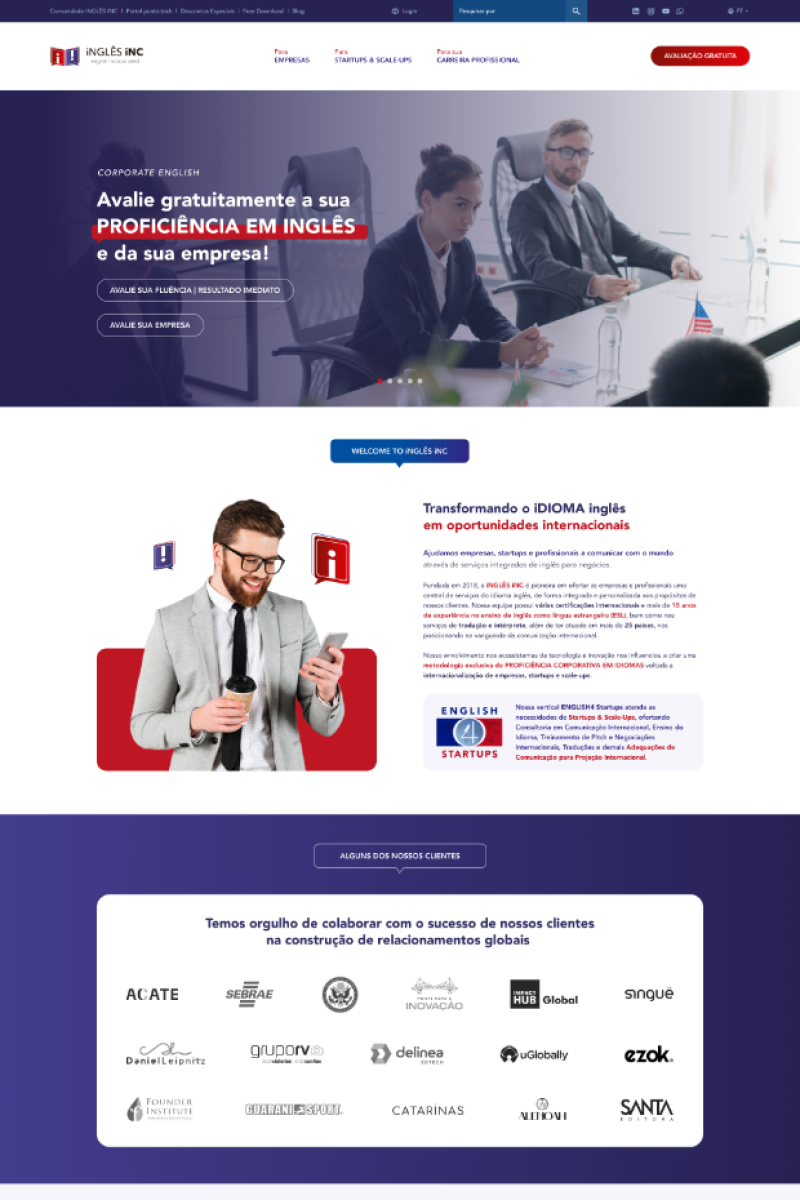 Comunidade iNGLÊS iNC | Portal ponto.tech | Descontos Especiais | Free Download | Blog
Login
Pesquisar por
PT
iNGLÊS iNC
english incorporated
Para
EMPRESAS
Para
STARTUPS & SCALE-UPS
Para sua
CARREIRA PROFISSIONAL
AVALIAÇÃO GRATUITA
CORPORATE ENGLISH
Avalie gratuitamente a sua
PROFICIÊNCIA EM INGLÊS
e da sua empresa!
AVALIE SUA FLUÊNCIA | RESULTADO IMEDIATO
AVALIE SUA EMPRESA
WELCOME TO iNGLÊS iNC
Transformando o iDIOMA inglês
em oportunidades internacionais
Ajudamos empresas, startups e profissionais a comunicar com o mundo
através de serviços integrados de inglês para negócios.
Fundada em 2018, a iNGLÊS iNC é pioneira em ofertar às empresas e profissionais uma
central de serviços do idioma inglês, de forma integrada e personalizada aos propósitos de
nossos clientes. Nossa equipe possui várias certificações internacionais e mais de 18 anos
de experiência no ensino de inglês como língua estrangeira (ESL), bem como nos
serviços de tradução e intérprete, além de ter atuado em mais de 25 países, nos
posicionando na vanguarda da comunicação internacional.
Nosso envolvimento nos ecossistemas de tecnologia e inovação nos influenciou a criar uma
metodologia exclusiva de PROFICIÊNCIA CORPORATIVA EM IDIOMAS voltada a
internacionalização de empresas, startups e scale-ups.
ENGLISH
4
STARTUPS
Nossa vertical ENGLISH4 Startups atende as
necessidades de Startups & Scale-Ups, ofertando
Consultoria em Comunicação Internacional, Ensino do
Idioma, Treinamento de Pitch e Negociações
Internacionais, Traduções e demais Adequações de
Comunicação para Projeção Internacional.
ALGUNS DOS NOSSOS CLIENTES
Temos orgulho de colaborar com o sucesso de nossos clientes
na construção de relacionamentos globais
ACATE
SEBRAE
INOVAÇÃO
IMPACT
HUB Global
singuê
DanielLeipnitz
gruporv
delinea
EDTECH
uGlobally
ezok
FOUNDER
INSTITUTE
GUARANI SPORT
CATARINAS
SANTA
EDITORA